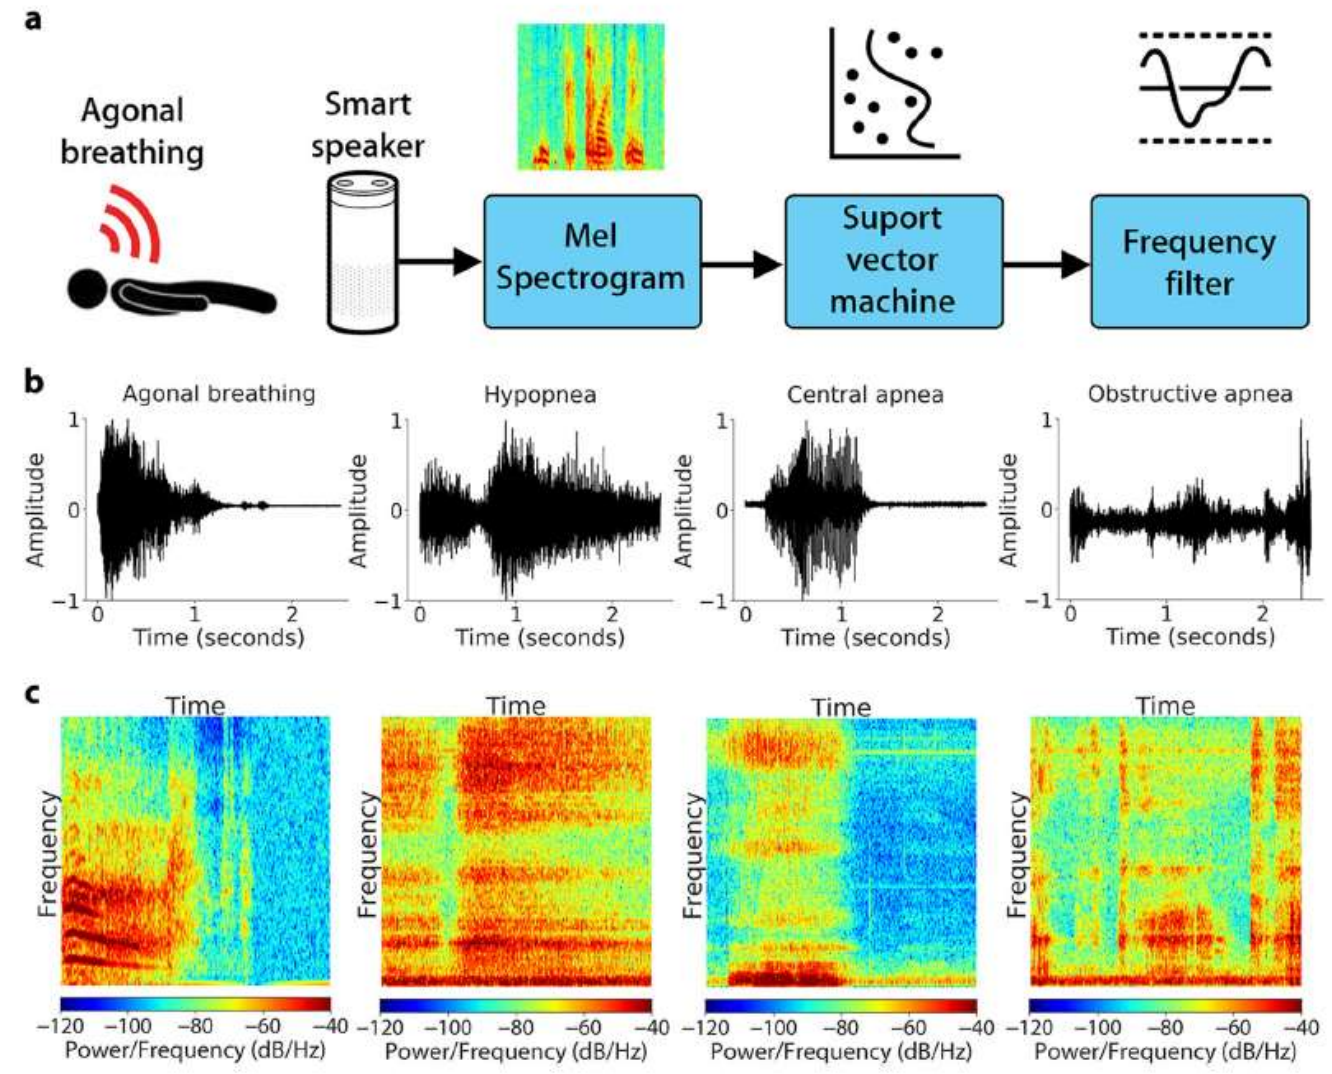 a
Agonal
breathing
Smart
speaker
Mel
Spectrogram
Suport
vector
machine
Frequency
filter
b
Agonal breathing
Hypopnea
Central apnea
Obstructive apnea
1
0
−1
Amplitude
0 1 2
Time (seconds)
1
0
−1
Amplitude
0 1 2
Time (seconds)
1
0
−1
Amplitude
0 1 2
Time (seconds)
1
0
−1
Amplitude
0 1 2
Time (seconds)
c
Time
Frequency
−120 −100 −80 −60 −40
Power/Frequency (dB/Hz)
Time
Frequency
−120 −100 −80 −60 −40
Power/Frequency (dB/Hz)
Time
Frequency
−120 −100 −80 −60 −40
Power/Frequency (dB/Hz)
Time
Frequency
−120 −100 −80 −60 −40
Power/Frequency (dB/Hz)